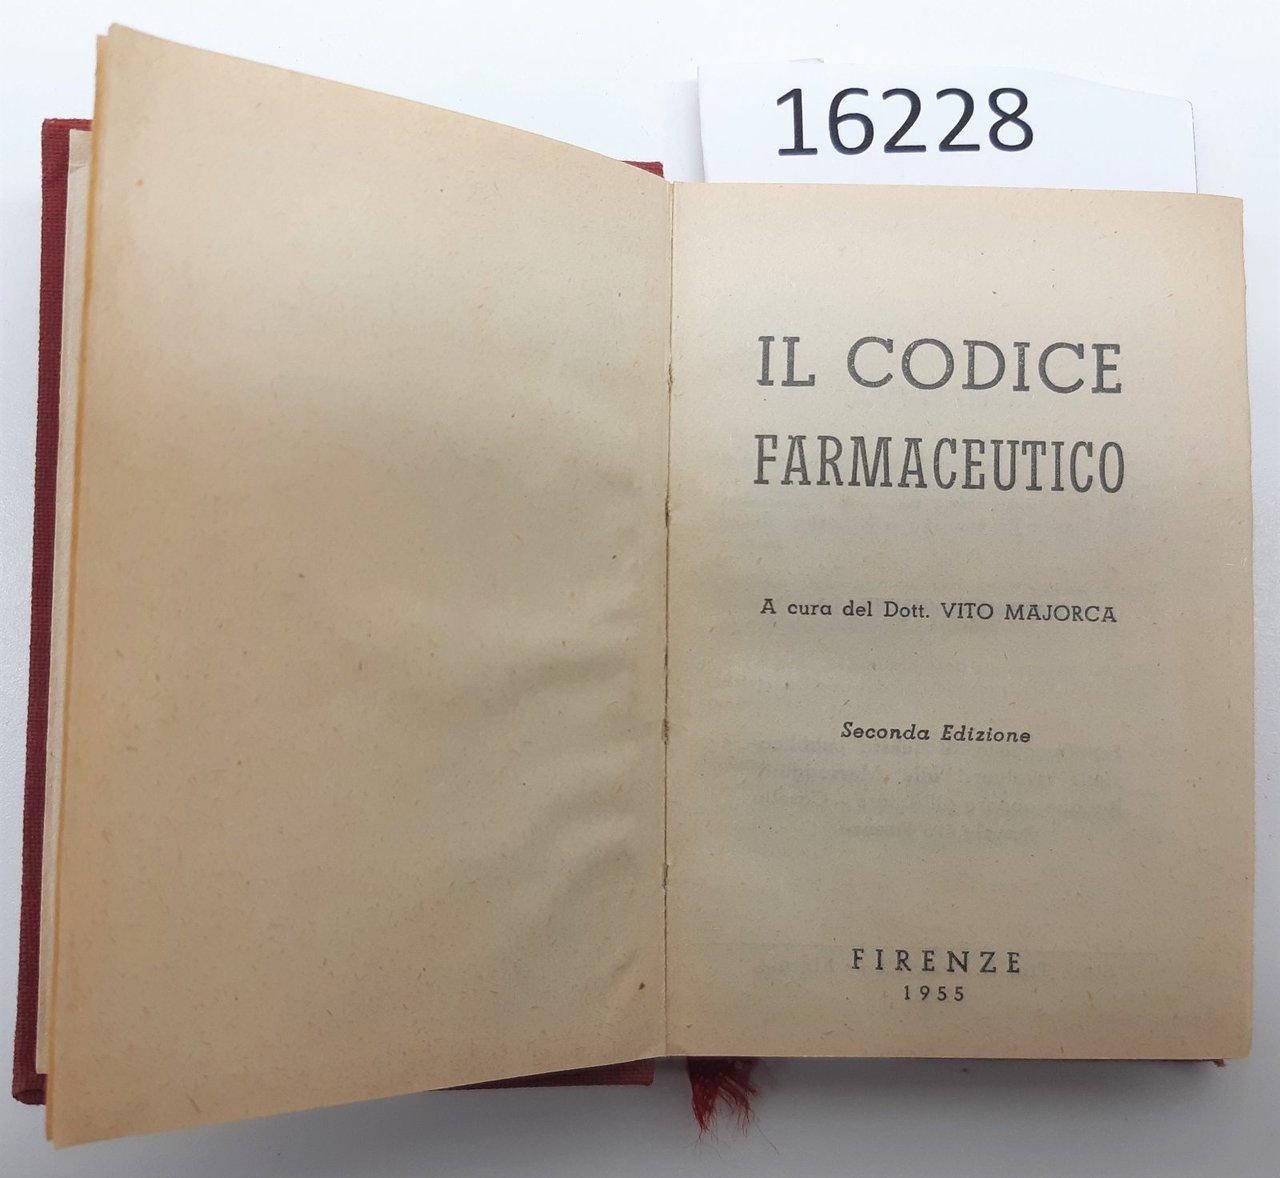 16228
IL CODICE
FARMACEUTICO
A cura del Dott. VITO MAJORCA
Seconda Edizione
FIRENZE
1955